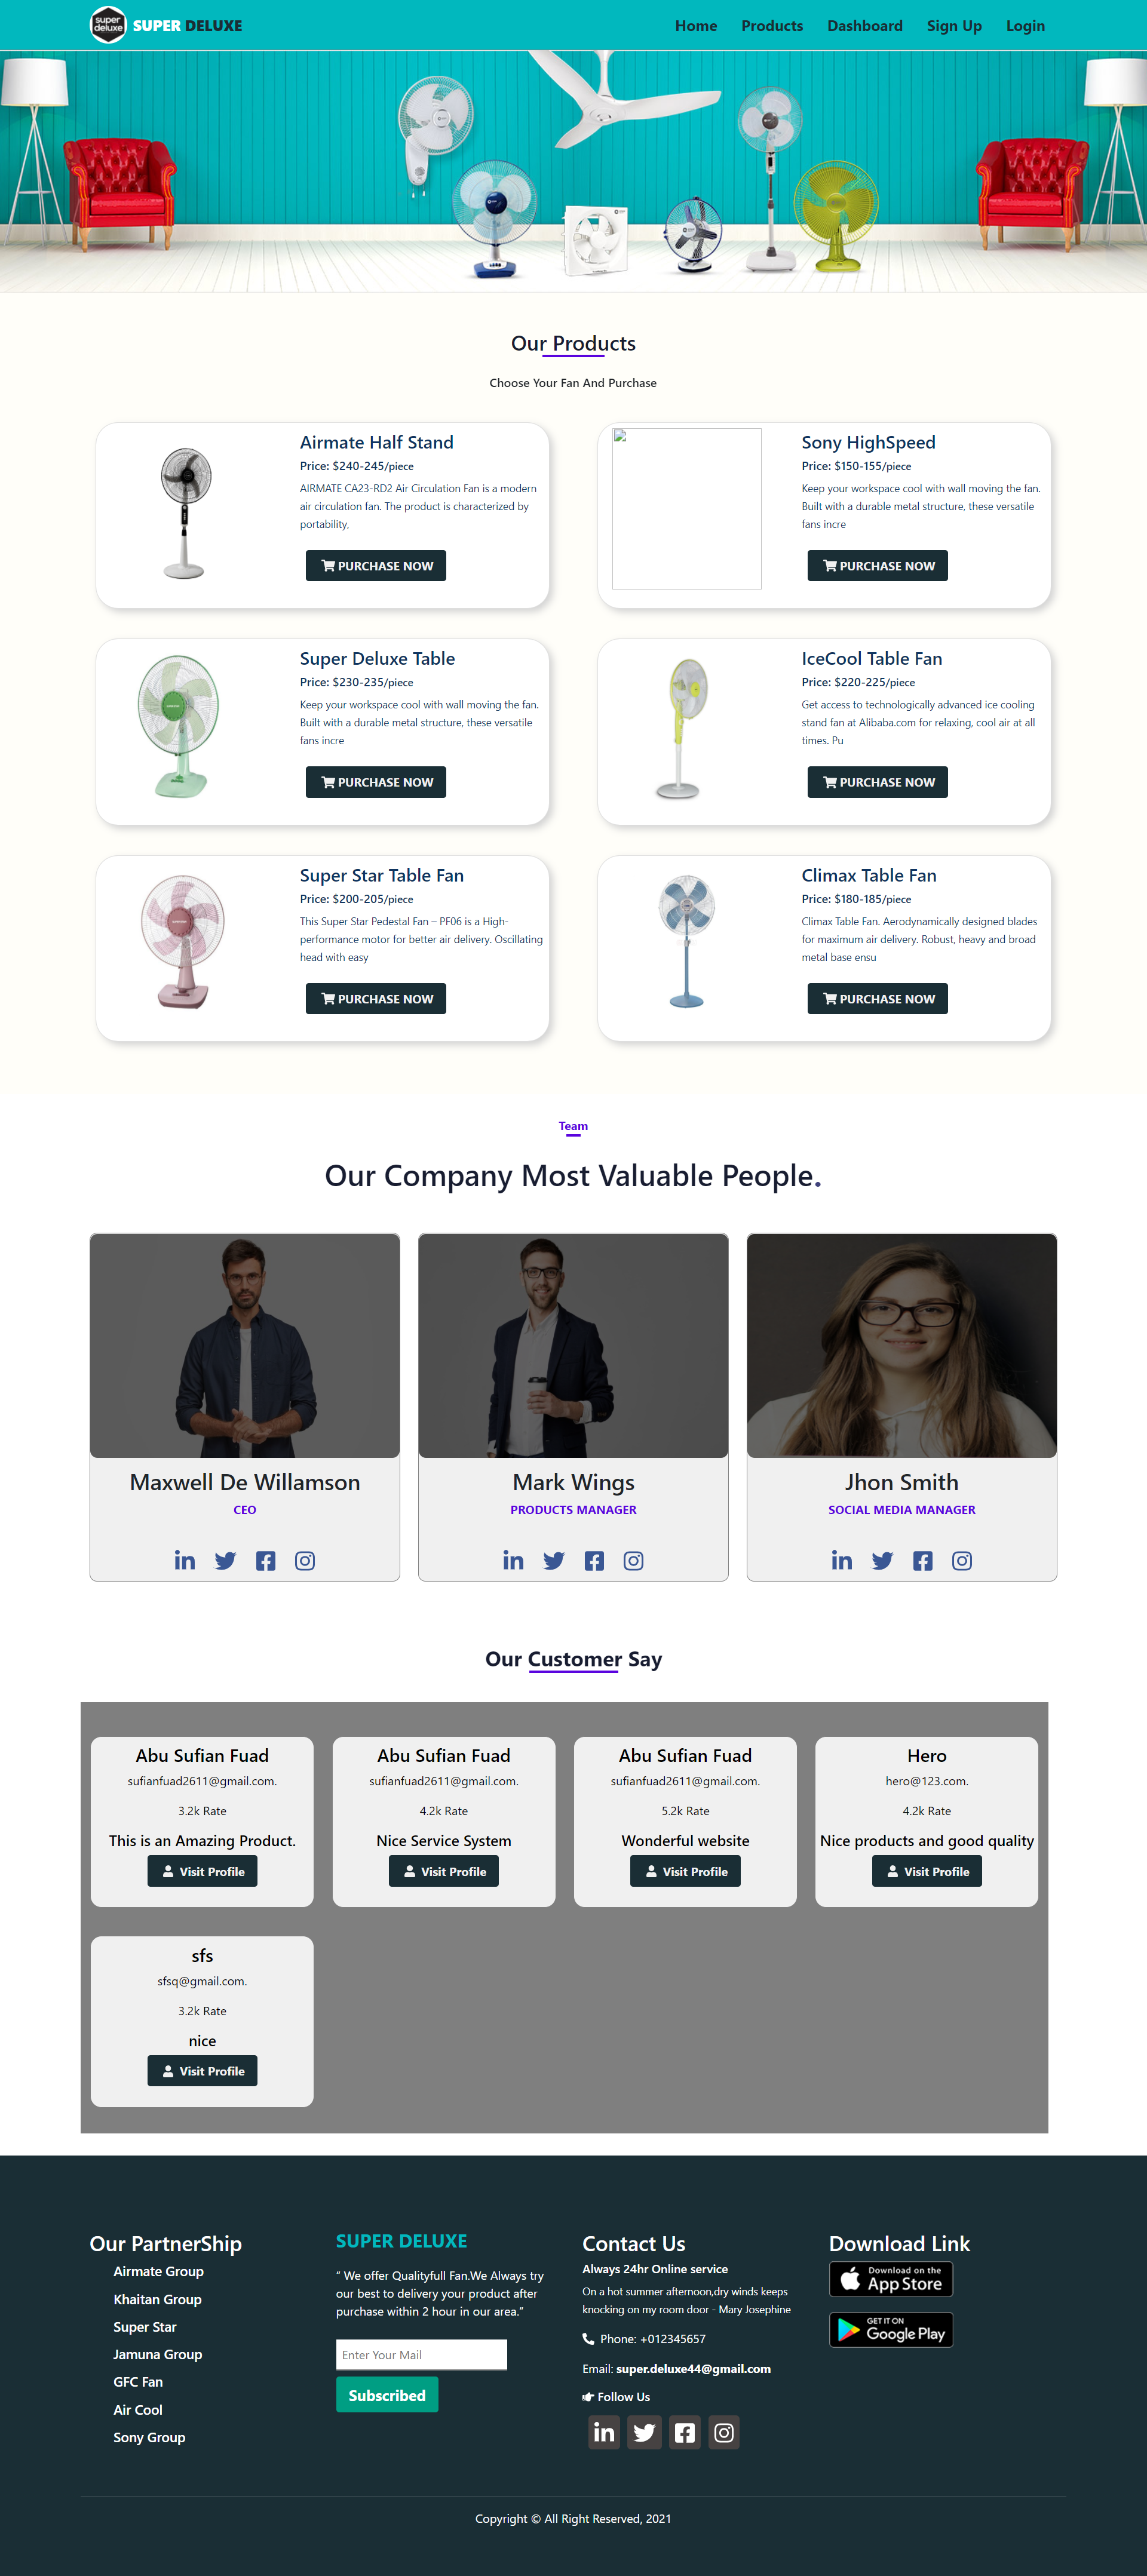 super deluxe
SUPER DELUXE
Home
Products
Dashboard
Sign Up
Login
Our Products
Choose Your Fan And Purchase
Airmate Half Stand
Price: $240-245/piece
AIRMATE CA23-RD2 Air Circulation Fan is a modern
air circulation fan. The product is characterized by
portability,
PURCHASE NOW
Sony HighSpeed
Price: $150-155/piece
Keep your workspace cool with wall moving the fan.
Built with a durable metal structure, these versatile
fans incre
PURCHASE NOW
Super Deluxe Table
Price: $230-235/piece
Keep your workspace cool with wall moving the fan.
Built with a durable metal structure, these versatile
fans incre
PURCHASE NOW
IceCool Table Fan
Price: $220-225/piece
Get access to technologically advanced ice cooling
stand fan at Alibaba.com for relaxing, cool air at all
times. Pu
PURCHASE NOW
Super Star Table Fan
Price: $200-205/piece
This Super Star Pedestal Fan – PF06 is a High-
performance motor for better air delivery. Oscillating
head with easy
PURCHASE NOW
Climax Table Fan
Price: $180-185/piece
Climax Table Fan. Aerodynamically designed blades
for maximum air delivery. Robust, heavy and broad
metal base ensu
PURCHASE NOW
Team
Our Company Most Valuable People.
Maxwell De Willamson
CEO
Mark Wings
PRODUCTS MANAGER
Jhon Smith
SOCIAL MEDIA MANAGER
Our Customer Say
Abu Sufian Fuad
sufianfuad2611@gmail.com.
3.2k Rate
This is an Amazing Product.
Visit Profile
Abu Sufian Fuad
sufianfuad2611@gmail.com.
4.2k Rate
Nice Service System
Visit Profile
Abu Sufian Fuad
sufianfuad2611@gmail.com.
5.2k Rate
Wonderful website
Visit Profile
Hero
hero@123.com.
4.2k Rate
Nice products and good quality
Visit Profile
sfs
sfsq@gmail.com.
3.2k Rate
nice
Visit Profile
Our PartnerShip
Airmate Group
Khaitan Group
Super Star
Jamuna Group
GFC Fan
Air Cool
Sony Group
SUPER DELUXE
“ We offer Qualityfull Fan.We Always try
our best to delivery your product after
purchase within 2 hour in our area.”
Enter Your Mail
Subscribed
Contact Us
Always 24hr Online service
On a hot summer afternoon,dry winds keeps
knocking on my room door - Mary Josephine
Phone: +012345657
Email: super.deluxe44@gmail.com
Follow Us
Download Link
Download on the
App Store
GET IT ON
Google Play
Copyright © All Right Reserved, 2021